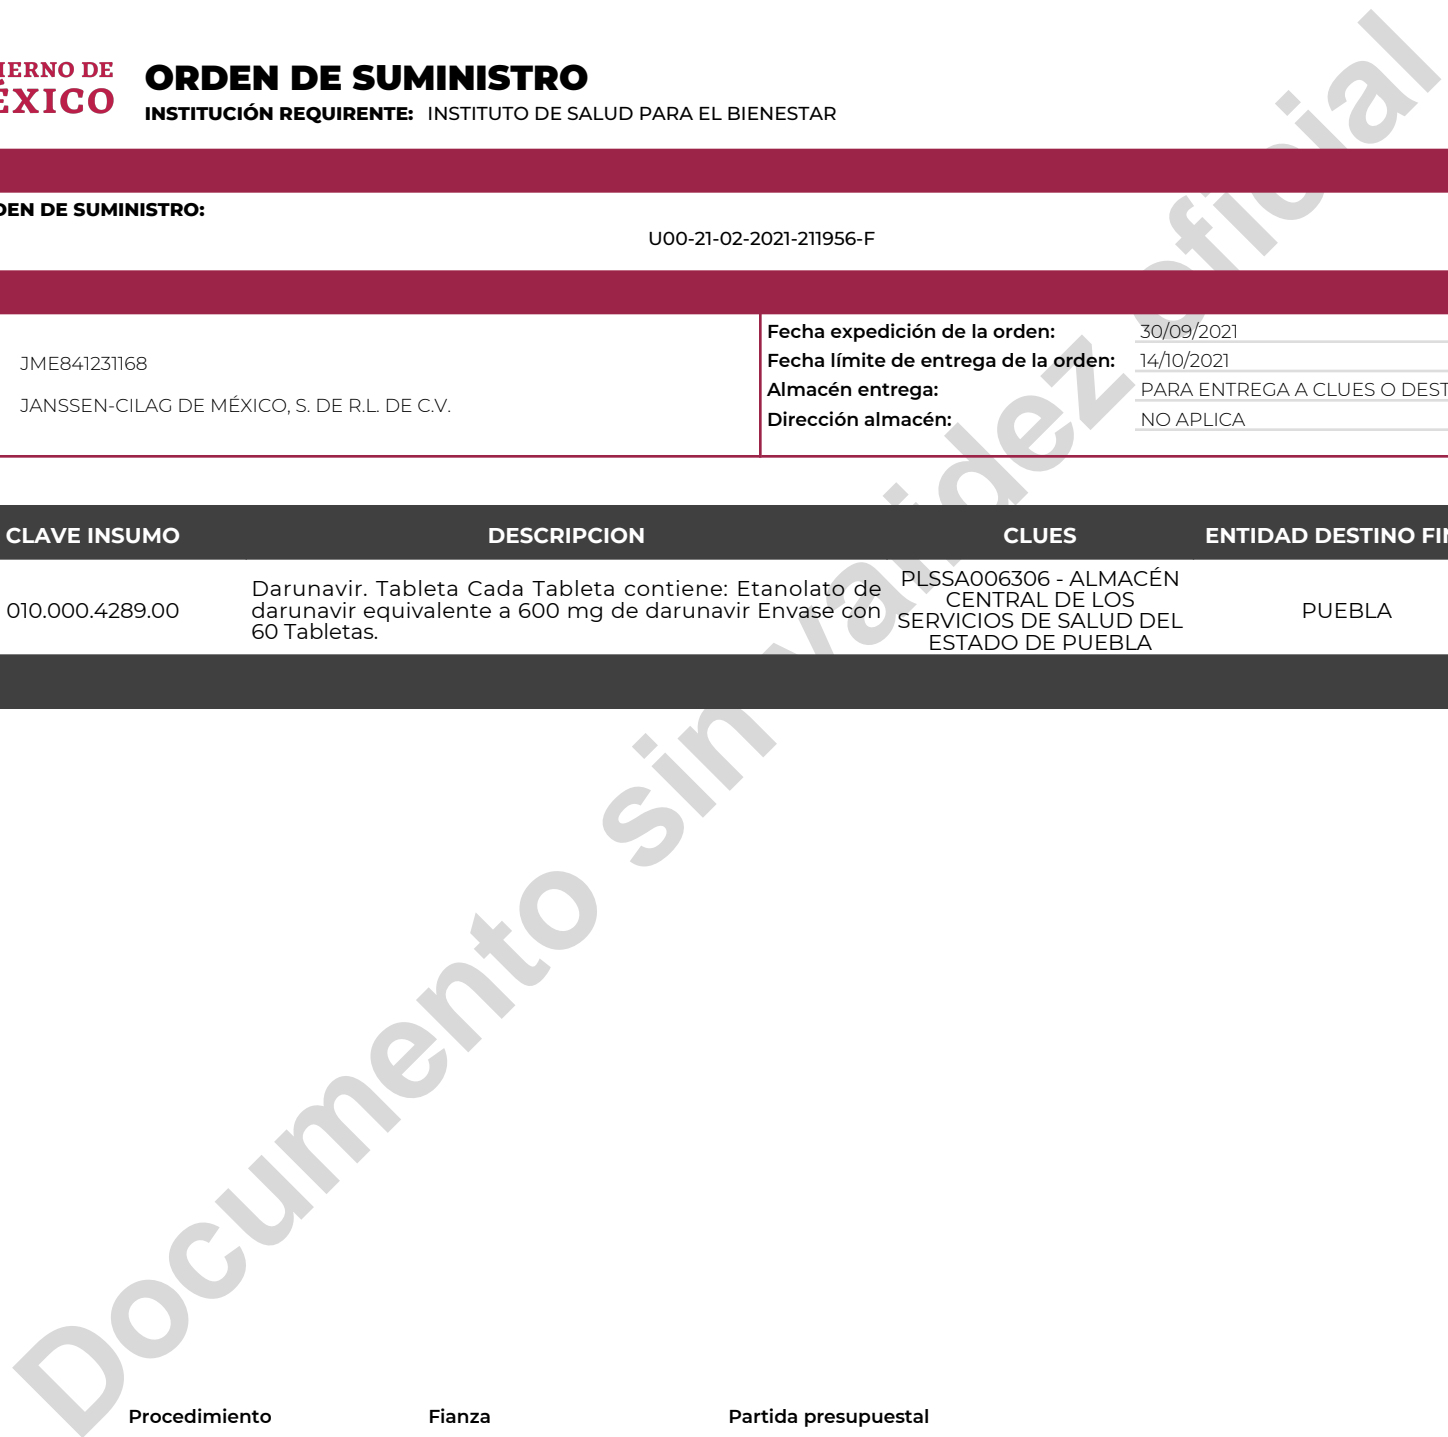 IERNO DE
ÉXICO
ORDEN DE SUMINISTRO
INSTITUCIÓN REQUIRENTE: INSTITUTO DE SALUD PARA EL BIENESTAR
DEN DE SUMINISTRO:
U00-21-02-2021-211956-F
JME841231168
JANSSEN-CILAG DE MÉXICO, S. DE R.L. DE C.V.
Fecha expedición de la orden: 30/09/2021
Fecha límite de entrega de la orden: 14/10/2021
Almacén entrega: PARA ENTREGA A CLUES O DEST
Dirección almacén: NO APLICA
CLAVE INSUMO DESCRIPCION CLUES ENTIDAD DESTINO FIN
010.000.4289.00
Darunavir. Tableta Cada Tableta contiene: Etanolato de
darunavir equivalente a 600 mg de darunavir Envase con
60 Tabletas.
PLSSA006306 - ALMACÉN
CENTRAL DE LOS
SERVICIOS DE SALUD DEL
ESTADO DE PUEBLA
PUEBLA
Documento sin validez oficial
Procedimiento Fianza Partida presupuestal